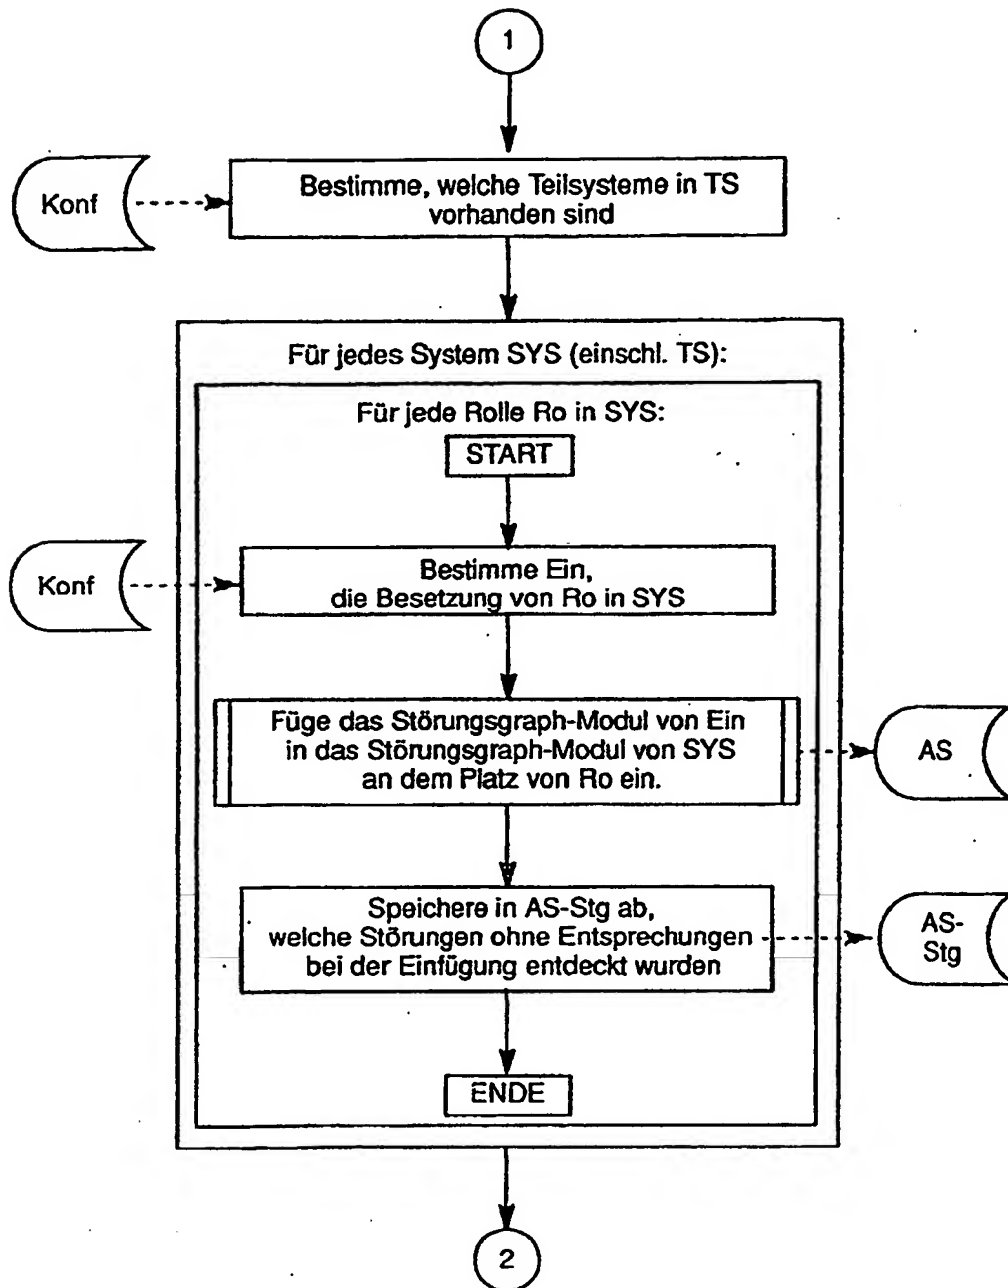 1
Konf
Bestimme, welche Teilsysteme in TS
vorhanden sind
Für jedes System SYS (einschl. TS):
Für jede Rolle Ro in SYS:
START
Konf
Bestimme Ein,
die Besetzung von Ro in SYS
Füge das Störungsgraph-Modul von Ein
in das Störungsgraph-Modul von SYS
an dem Platz von Ro ein.
AS
Speichere in AS-Stg ab,
welche Störungen ohne Entsprechungen
bei der Einfügung entdeckt wurden
AS-
Stg
ENDE
2